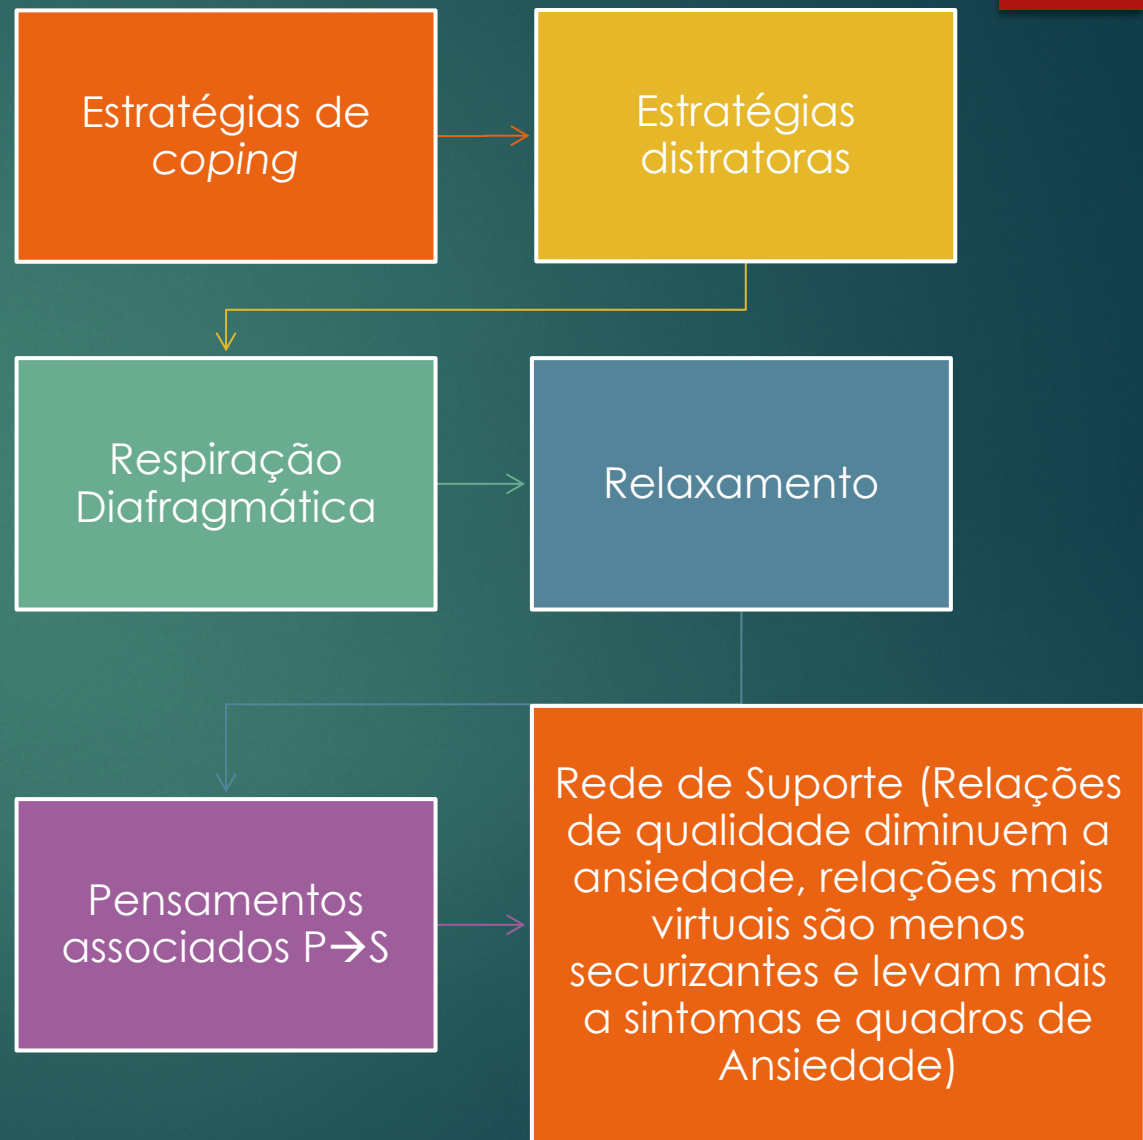 Estratégias de
coping
Estratégias
distratoras
Respiração
Diafragmática
Relaxamento
Pensamentos
associados P→S
Rede de Suporte (Relações
de qualidade diminuem a
ansiedade, relações mais
virtuais são menos
securizantes e levam mais
a sintomas e quadros de
Ansiedade)